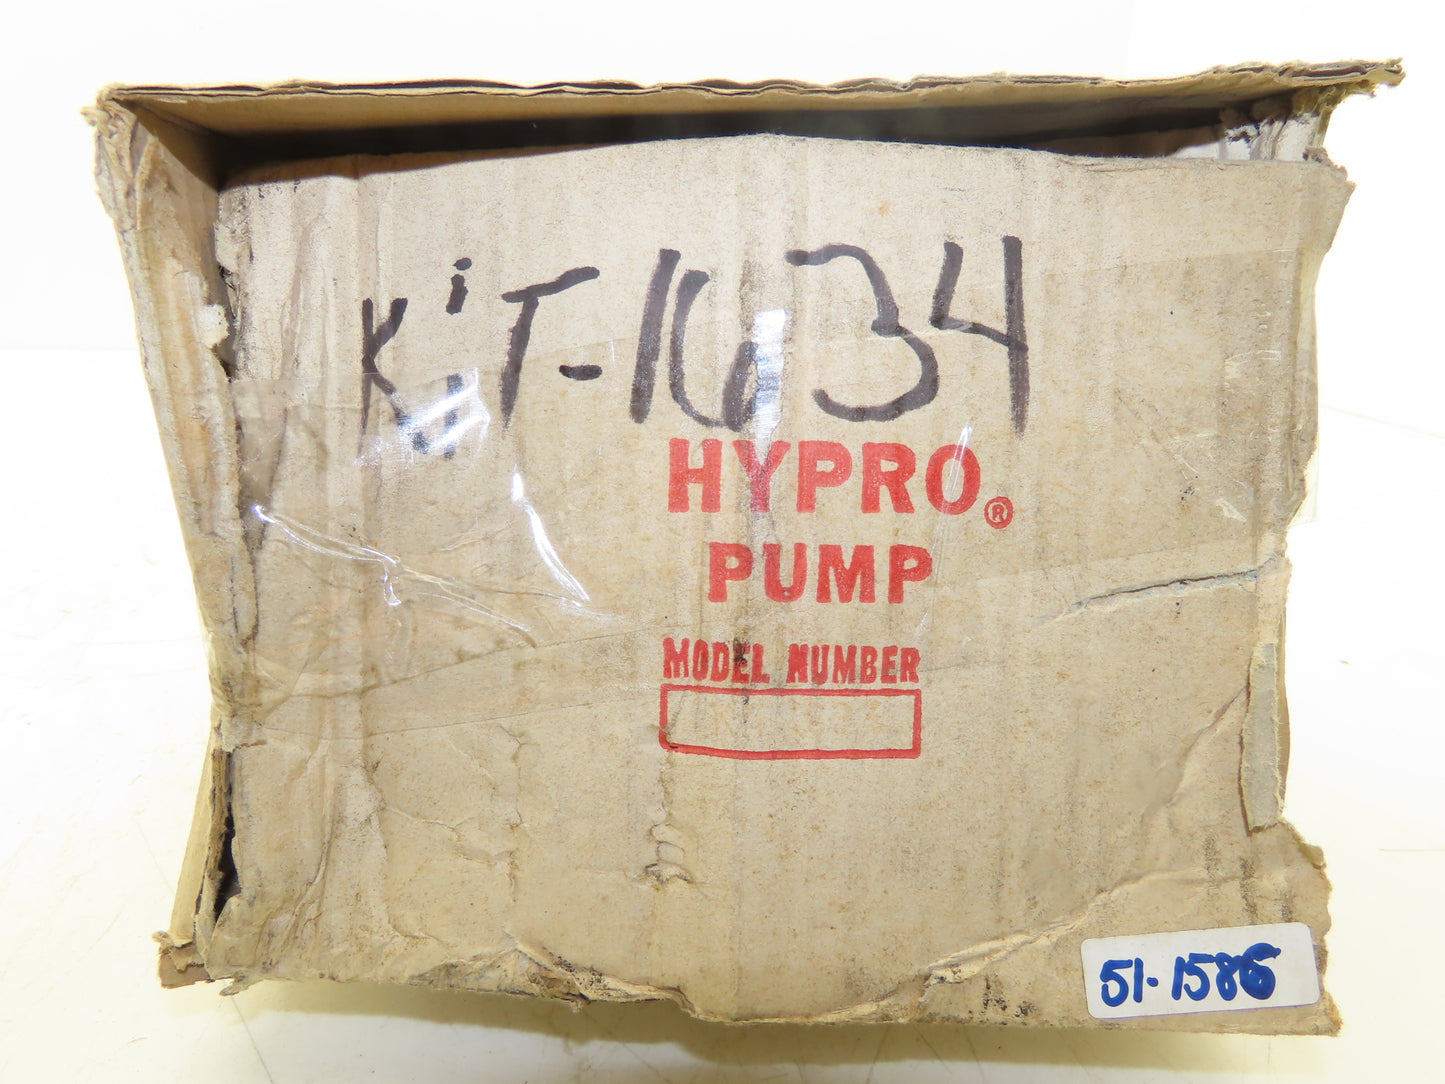 KiT-1634
HYPRO®
PUMP
MODEL NUMBER
51-1586